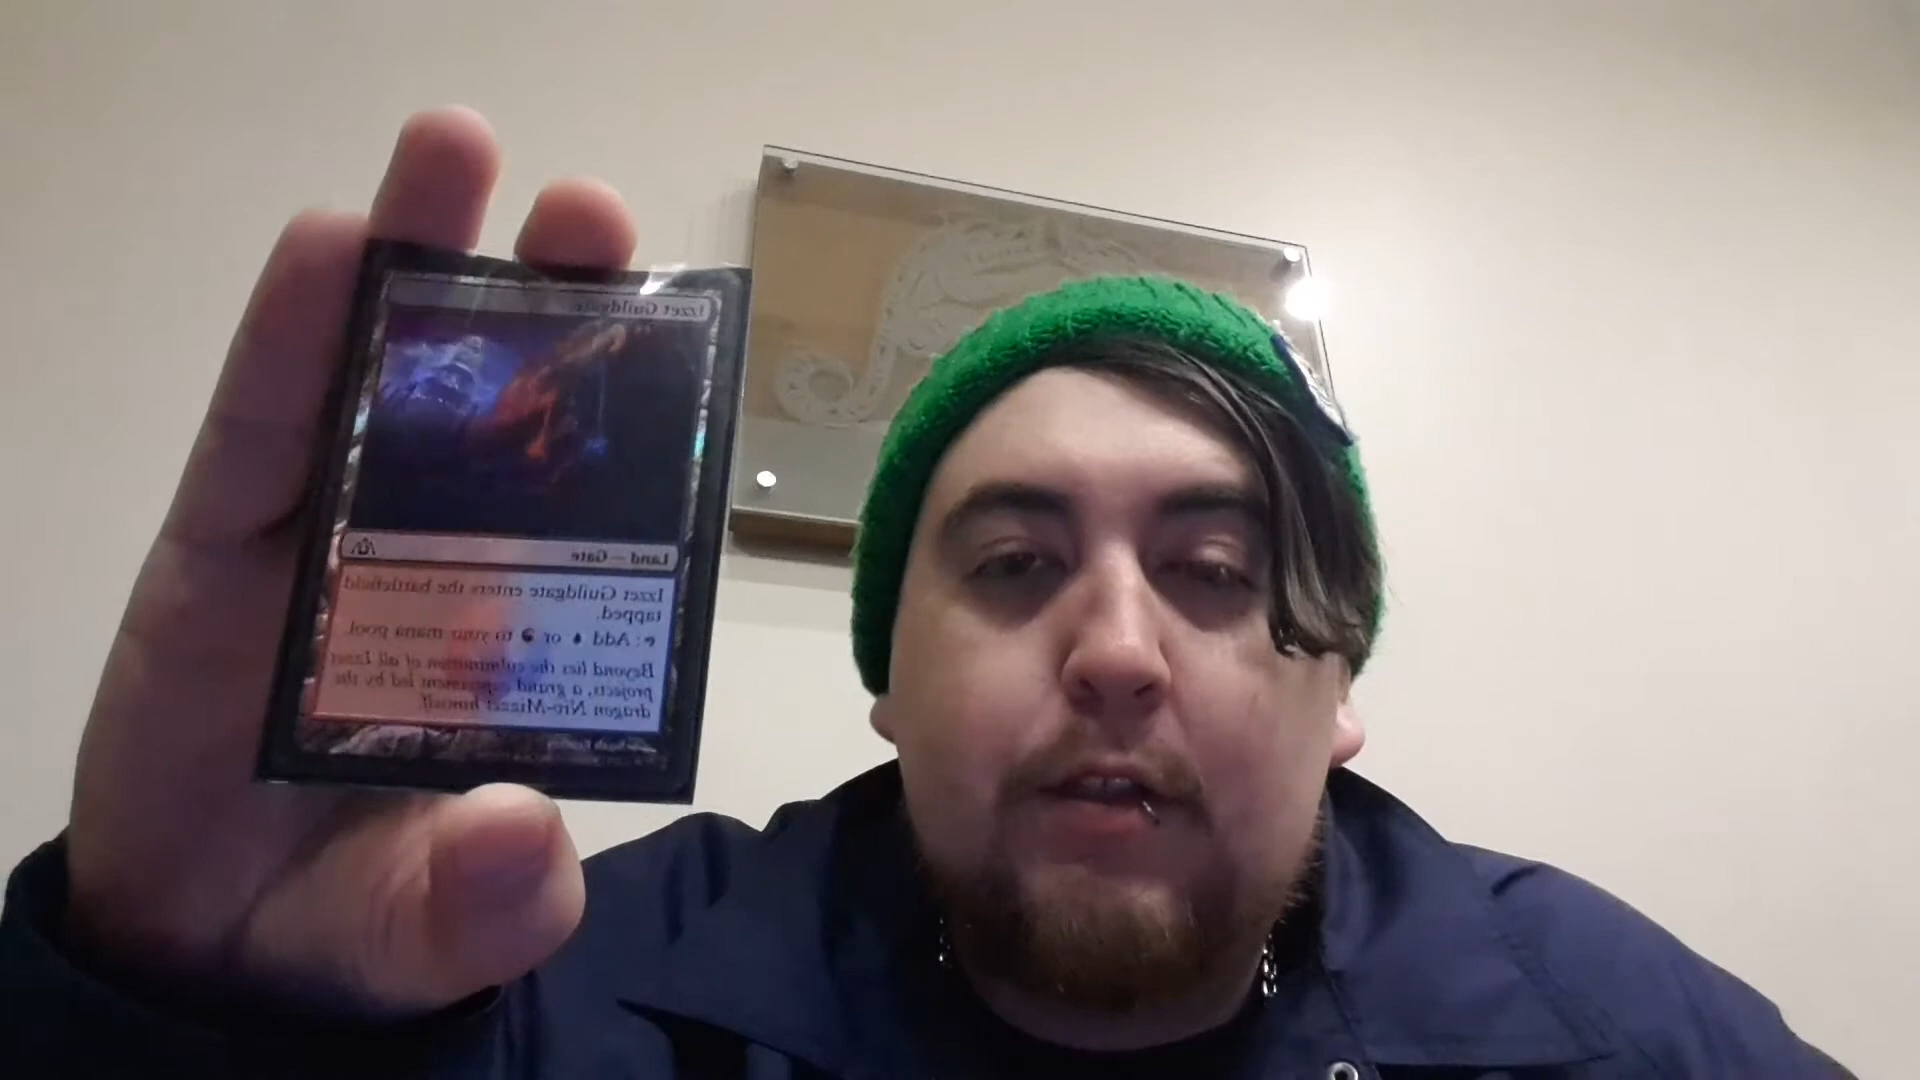 Izzet Guildgate
Land — Gate
Izzet Guildgate enters the battlefield
tapped.
: Add or to your mana pool.
Beyond lies the culmination of all Izzet
projects, a grand experiment led by the
dragon Niv-Mizzet himself.